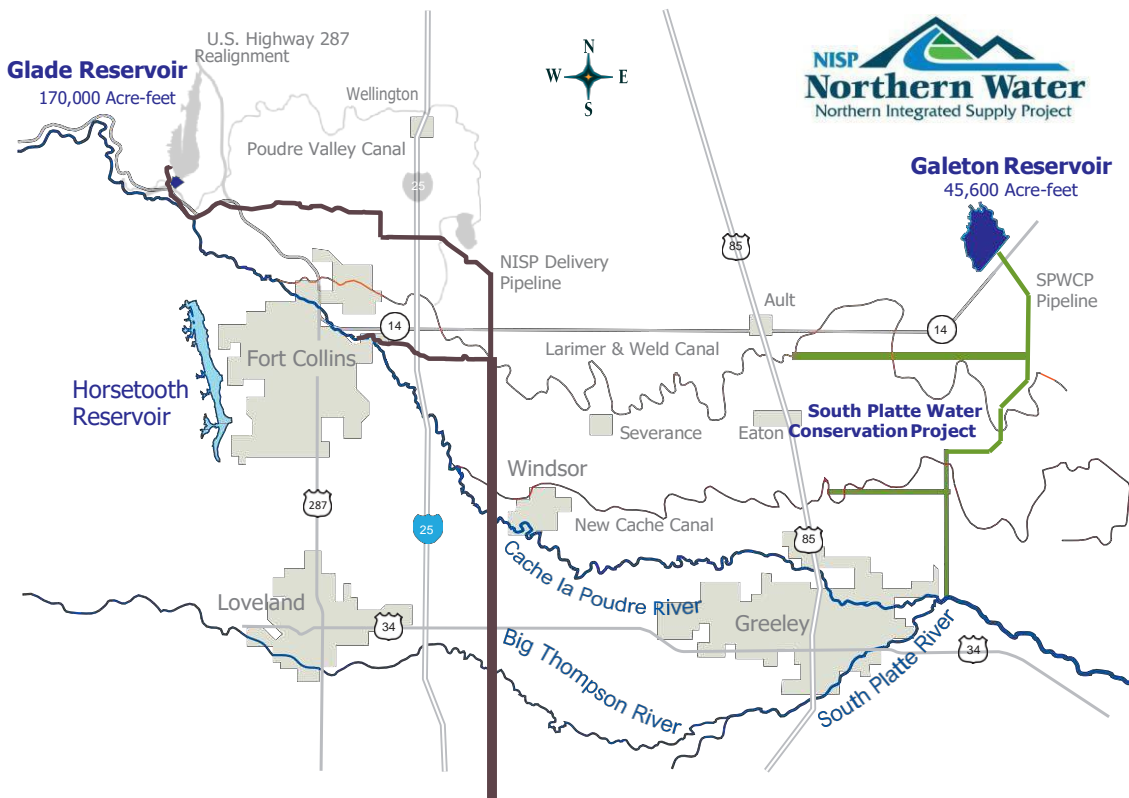 U.S. Highway 287
Realignment
Glade Reservoir
170,000 Acre-feet
N
W
E
S
NISP
Northern Water
Northern Integrated Supply Project
Wellington
Poudre Valley Canal
25
Galeton Reservoir
45,600 Acre-feet
85
NISP Delivery
Pipeline
SPWCP
Pipeline
Ault
14
14
Larimer & Weld Canal
Fort Collins
Horsetooth
Reservoir
Severance
Eaton
South Platte Water
Conservation Project
Windsor
287
25
New Cache Canal
85
Cache la Poudre River
Loveland
34
Greeley
Big Thompson River
South Platte River
34